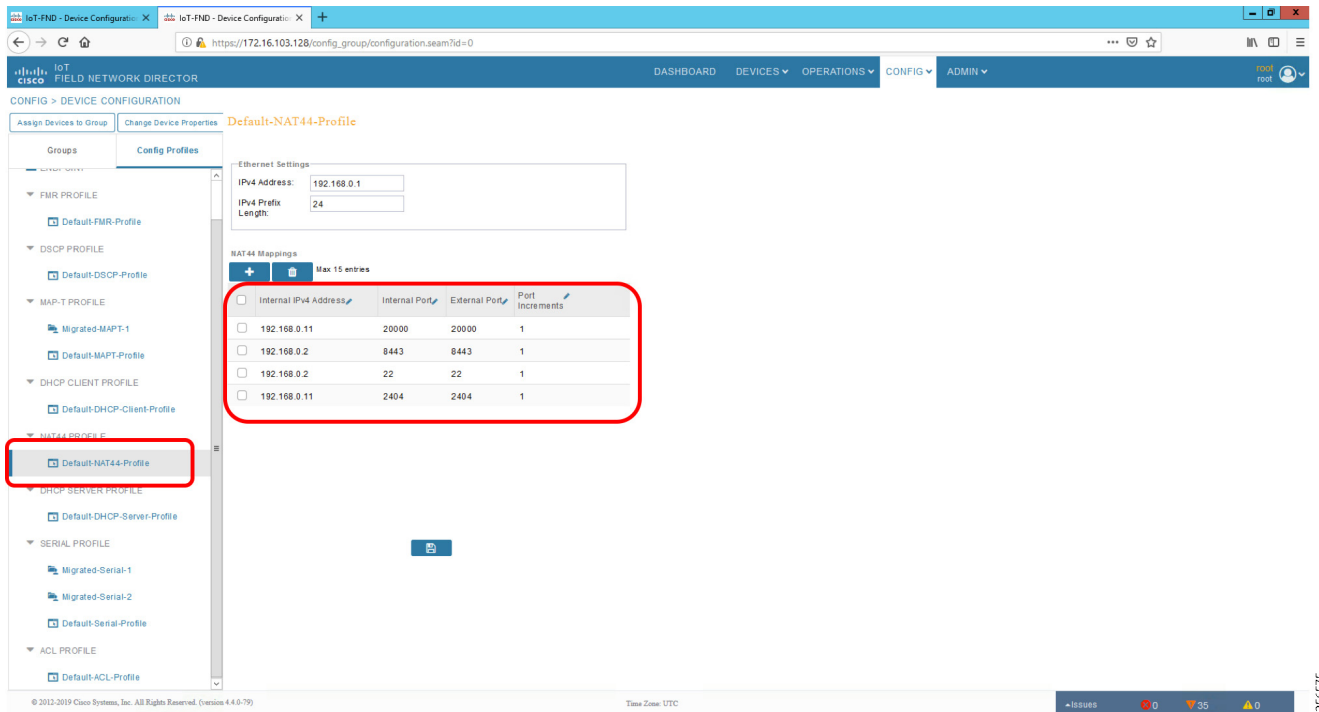 IoT-FND - Device Configuratio
IoT-FND - Device Configuratio
https://172.16.103.128/config_group/configuration.seam?id=0
CISCO IoT FIELD NETWORK DIRECTOR
DASHBOARD DEVICES OPERATIONS CONFIG ADMIN
root
root
CONFIG > DEVICE CONFIGURATION
Assign Devices to Group Change Device Properties
Default-NAT44-Profile
Groups Config Profiles
FMR PROFILE
Default-FMR-Profile
DSCP PROFILE
Default-DSCP-Profile
MAP-T PROFILE
Migrated-MAPT-1
Default-MAPT-Profile
DHCP CLIENT PROFILE
Default-DHCP-Client-Profile
NAT44 PROFILE
Default-NAT44-Profile
DHCP SERVER PROFILE
Default-DHCP-Server-Profile
SERIAL PROFILE
Migrated-Serial-1
Migrated-Serial-2
Default-Serial-Profile
ACL PROFILE
Default-ACL-Profile
Ethernet Settings
IPv4 Address: 192.168.0.1
IPv4 Prefix Length: 24
NAT44 Mappings
Max 15 entries
Internal IPv4 Address Internal Port External Port Port Increments
192.168.0.11 20000 20000 1
192.168.0.2 8443 8443 1
192.168.0.2 22 22 1
192.168.0.11 2404 2404 1
© 2012-2019 Cisco Systems, Inc. All Rights Reserved. (version 4.4.0-79)
Time Zone: UTC
Issues 0 35 0